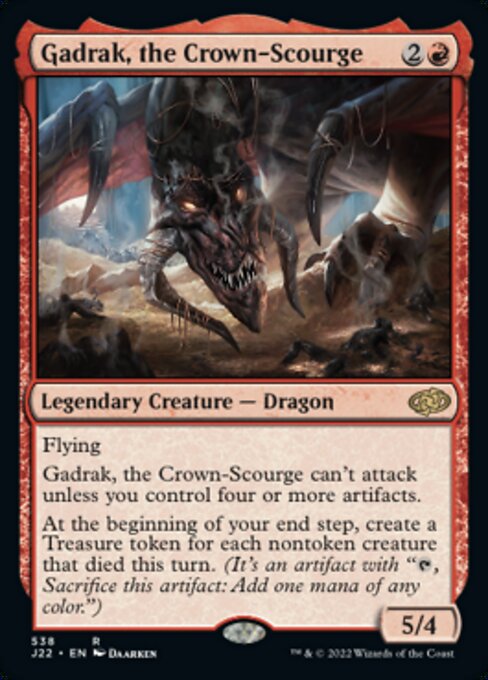 Gadrak, the Crown-Scourge 2
Legendary Creature — Dragon
Flying
Gadrak, the Crown-Scourge can't attack
unless you control four or more artifacts.
At the beginning of your end step, create a
Treasure token for each nontoken creature
that died this turn. (It's an artifact with “,
Sacrifice this artifact: Add one mana of any
color.”)
5/4
538 R
J22 • EN Daarken
™ & © 2022 Wizards of the Coast